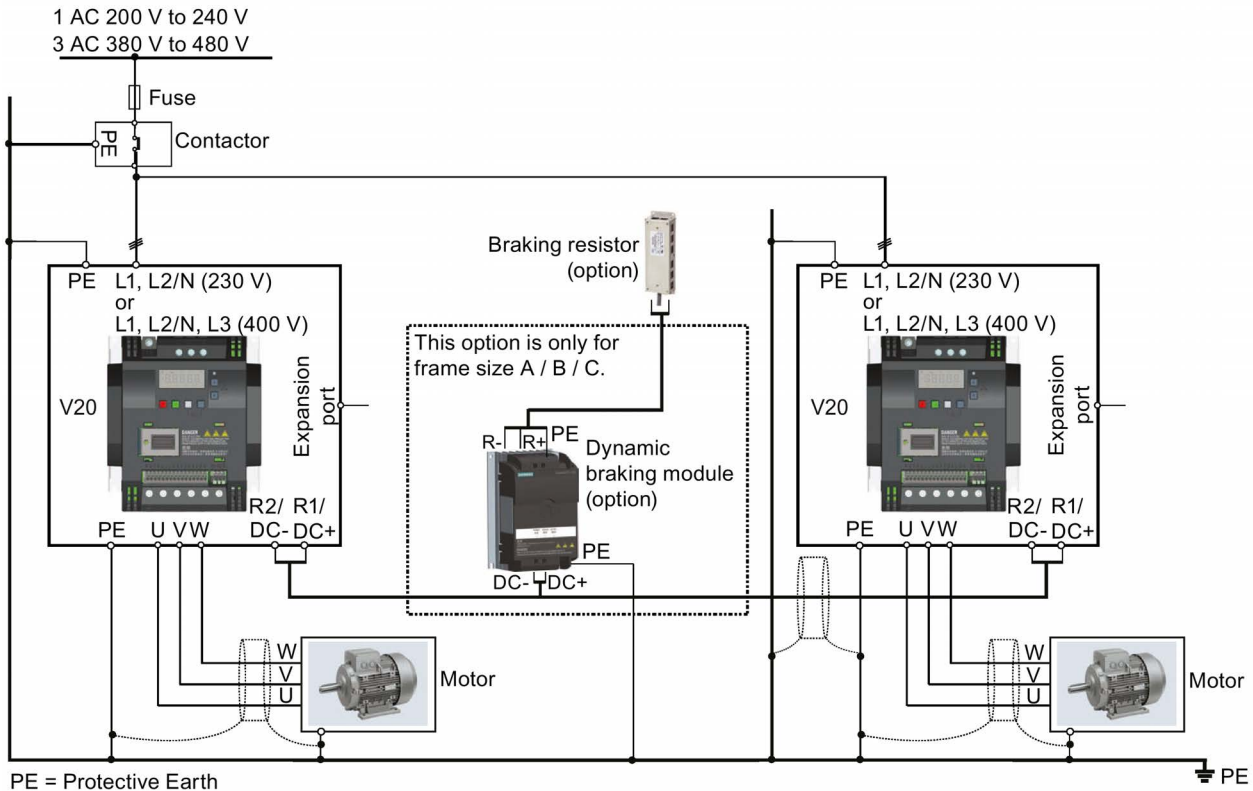 1 AC 200 V to 240 V
3 AC 380 V to 480 V
Fuse
PE
Contactor
Braking resistor
(option)
PE
L1, L2/N (230 V)
or
L1, L2/N, L3 (400 V)
V20
Expansion
port
R2/
DC-
R1/
DC+
PE
U
V
W
This option is only for
frame size A / B / C.
R-
R+
PE
Dynamic
braking module
(option)
PE
DC-
DC+
PE
L1, L2/N (230 V)
or
L1, L2/N, L3 (400 V)
V20
Expansion
port
R2/
DC-
R1/
DC+
PE
U
V
W
W
V
U
Motor
W
V
U
Motor
PE = Protective Earth
PE